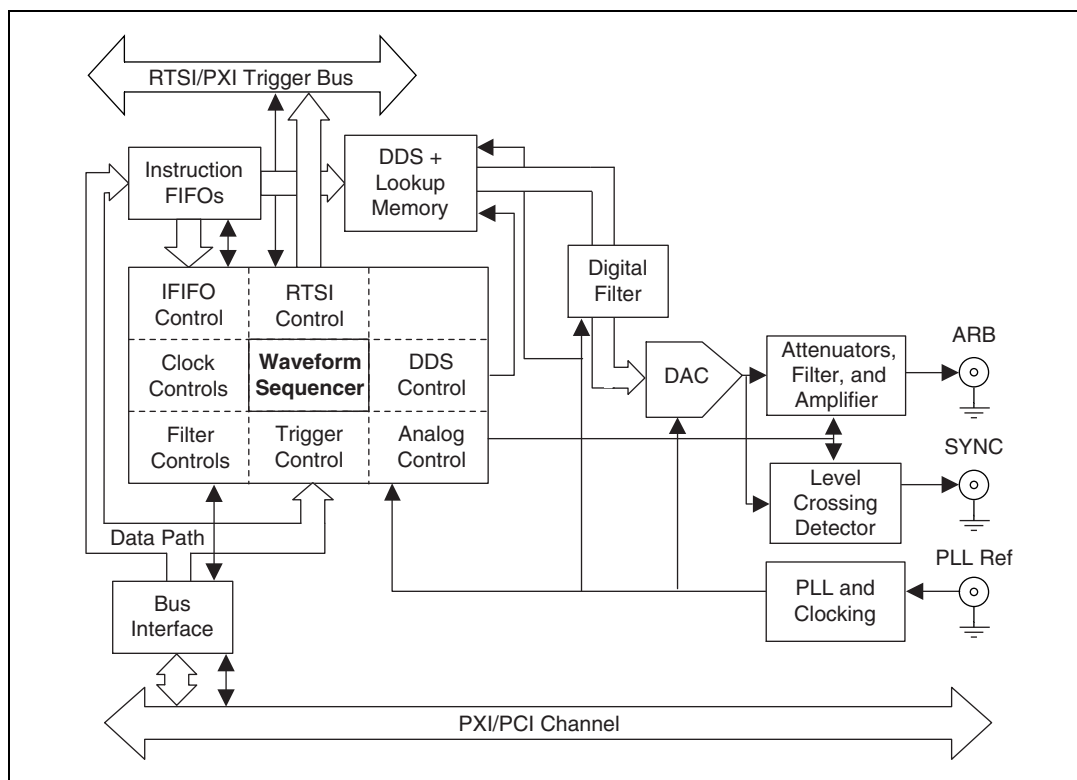 RTSI/PXI Trigger Bus
Instruction
FIFOs
DDS +
Lookup
Memory
Digital
Filter
IFIFO
Control
RTSI
Control
Clock
Controls
Waveform
Sequencer
DDS
Control
Filter
Controls
Trigger
Control
Analog
Control
DAC
Attenuators,
Filter, and
Amplifier
ARB
Level
Crossing
Detector
SYNC
Data Path
PLL and
Clocking
PLL Ref
Bus
Interface
PXI/PCI Channel